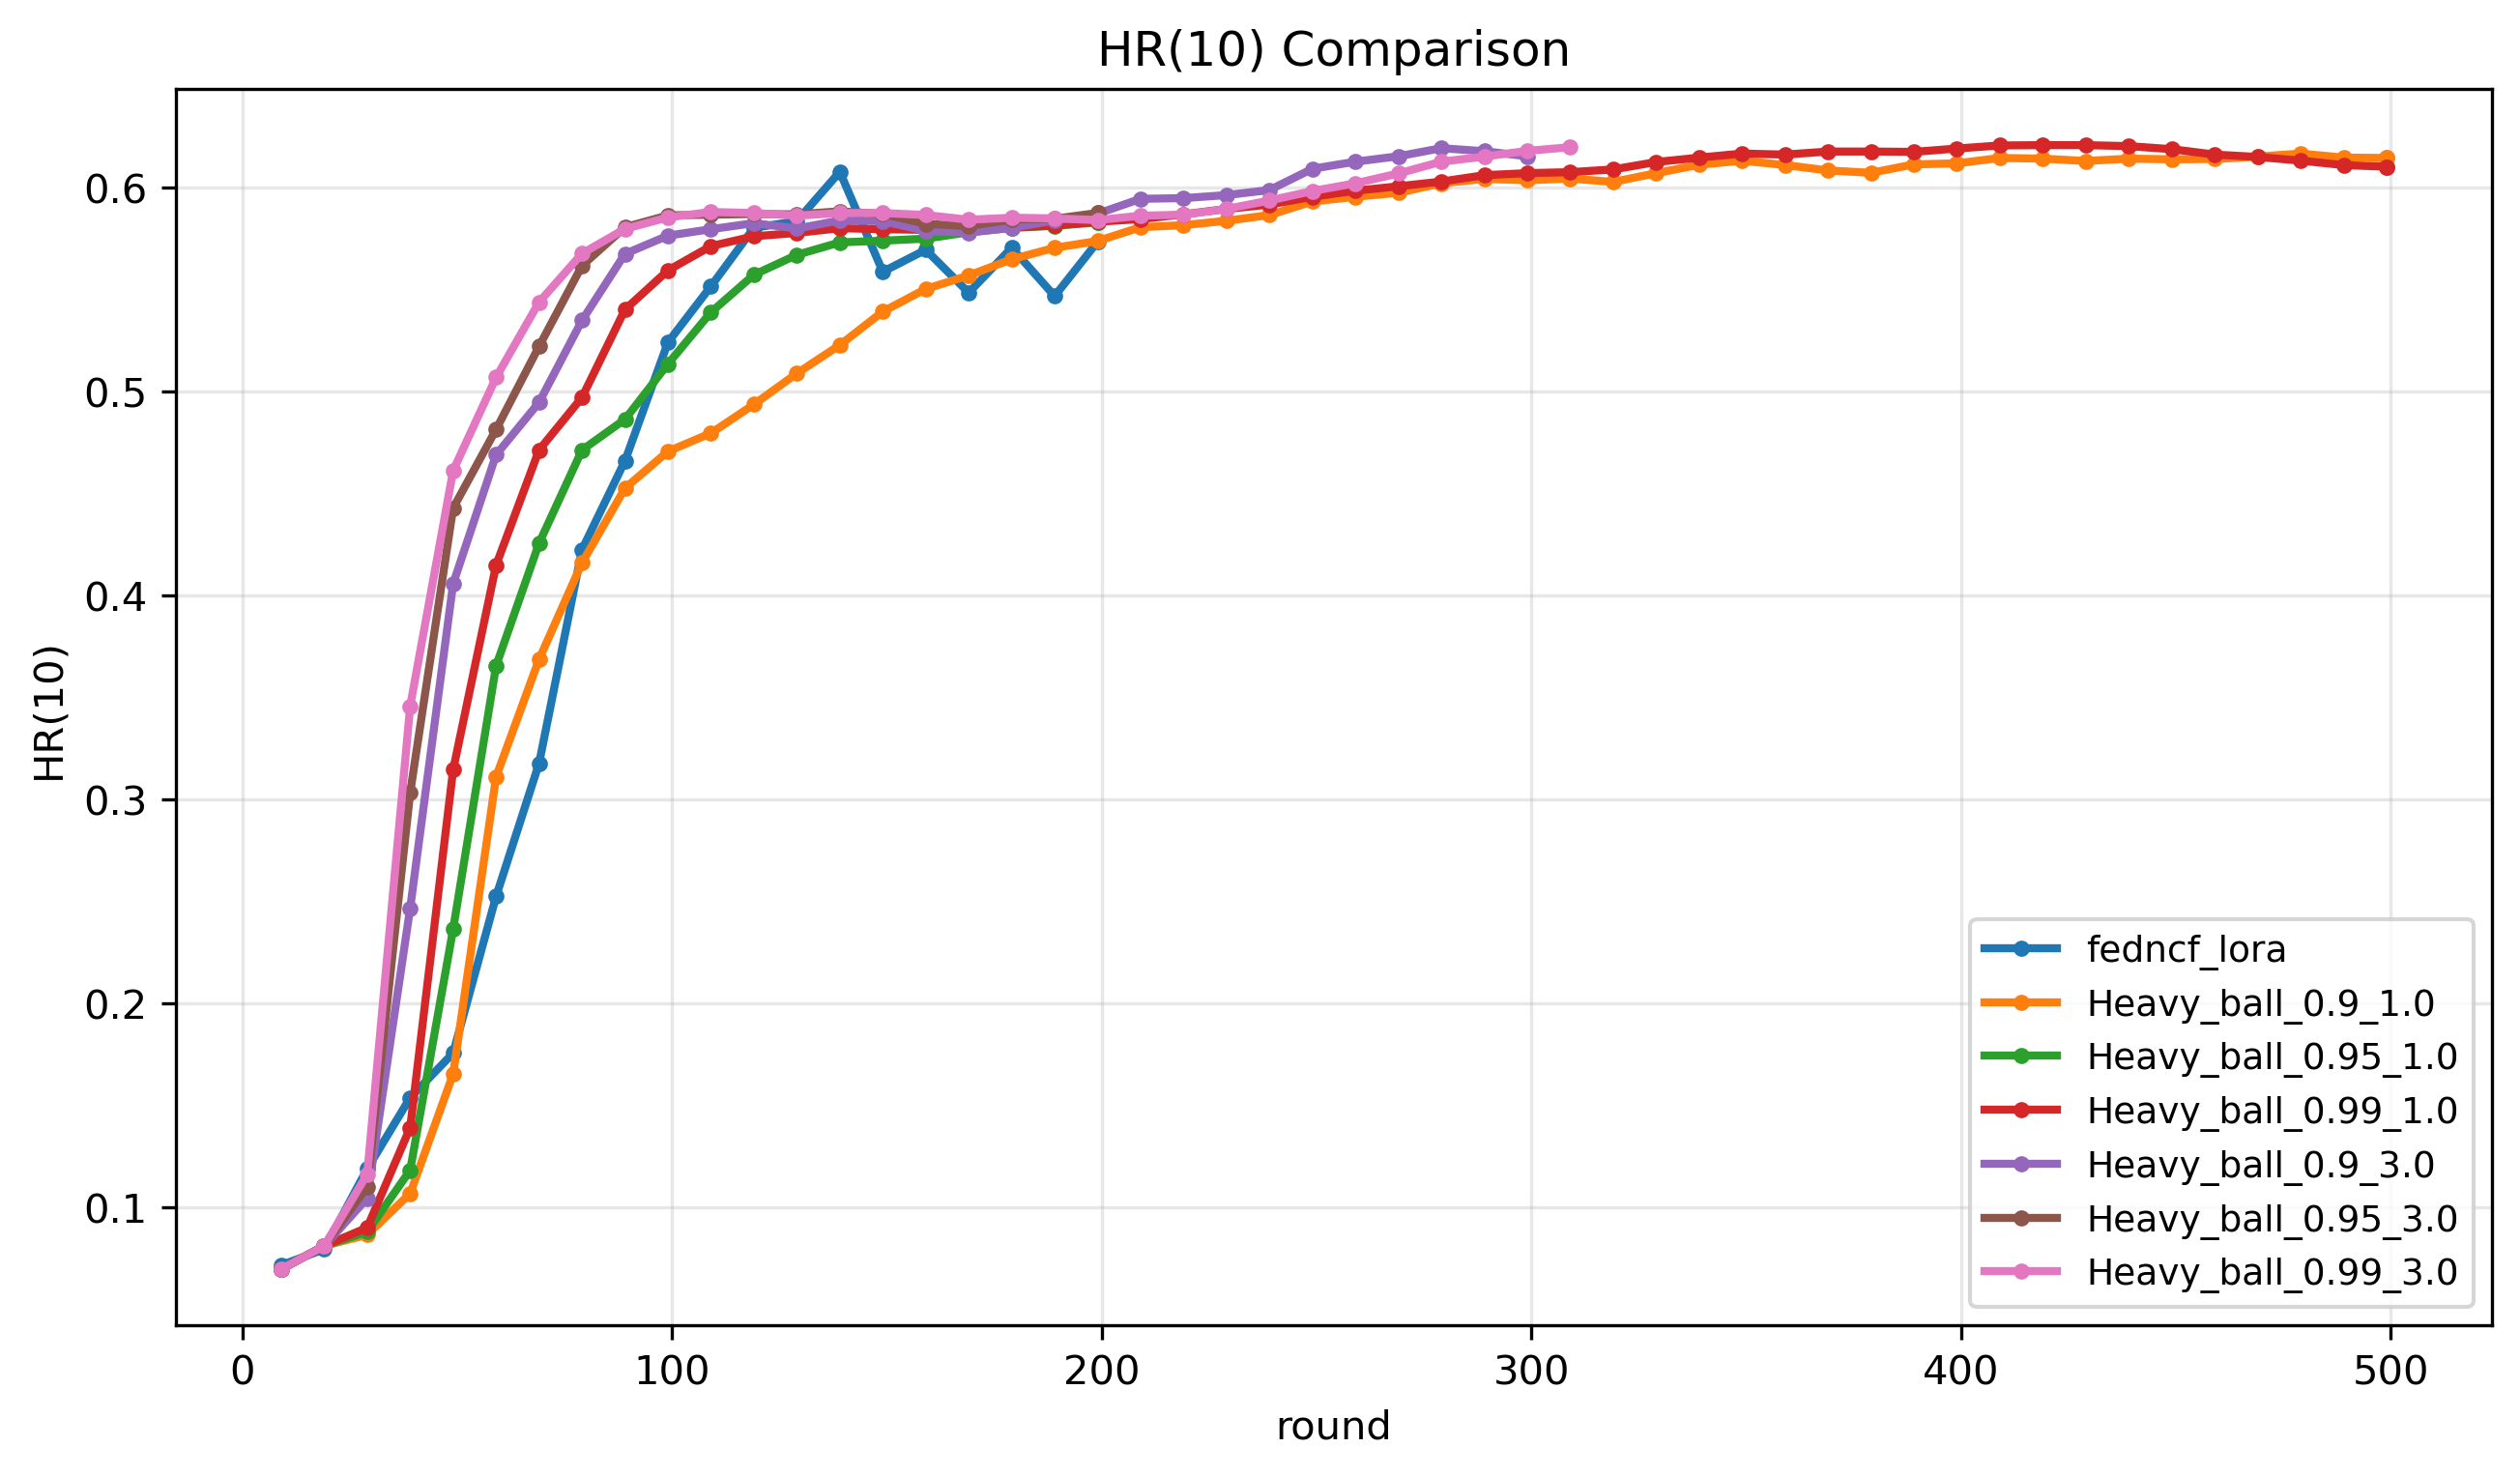 HR(10) Comparison
HR(10)
0.6
0.5
0.4
0.3
0.2
0.1
0 100 200 300 400 500
round
fedncf_lora
Heavy_ball_0.9_1.0
Heavy_ball_0.95_1.0
Heavy_ball_0.99_1.0
Heavy_ball_0.9_3.0
Heavy_ball_0.95_3.0
Heavy_ball_0.99_3.0